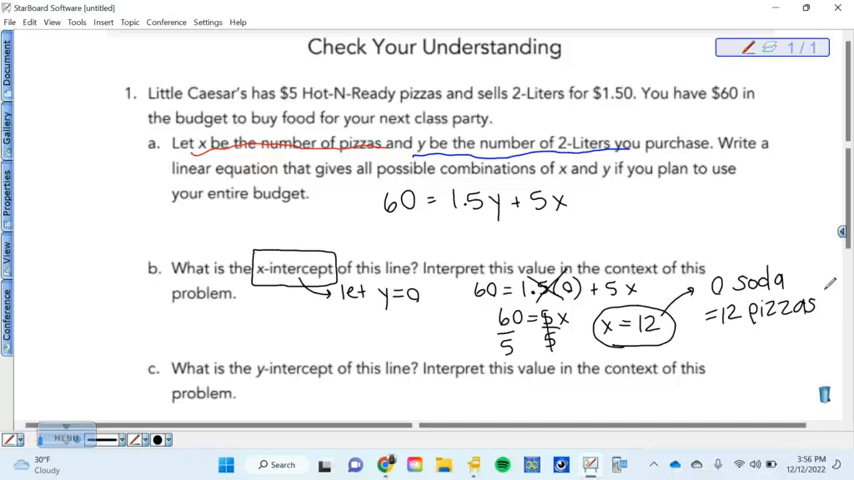 StarBoard Software - [untitled]
File Edit View Tools Theme Conference Settings Help
Document
Gallery
Properties
View
Conference
Check Your Understanding
1 / 1
1. Little Caesar's has $5 Hot-N-Ready pizzas and sells 2-Liters for $1.50. You have $60 in
the budget to buy food for your next class party.
a. Let x be the number of pizzas and y be the number of 2-Liters you purchase. Write a
linear equation that gives all possible combinations of x and y if you plan to use
your entire budget.
60 = 1.5y + 5x
b. What is the x-intercept of this line? Interpret this value in the context of this
problem.
let y=0
60 = 1.5(0) + 5x
60 = 5x
5 5
x = 12
0 soda
= 12 pizzas
c. What is the y-intercept of this line? Interpret this value in the context of this
problem.
MENU
30°F
Cloudy
Search
3:56 PM
12/12/2022